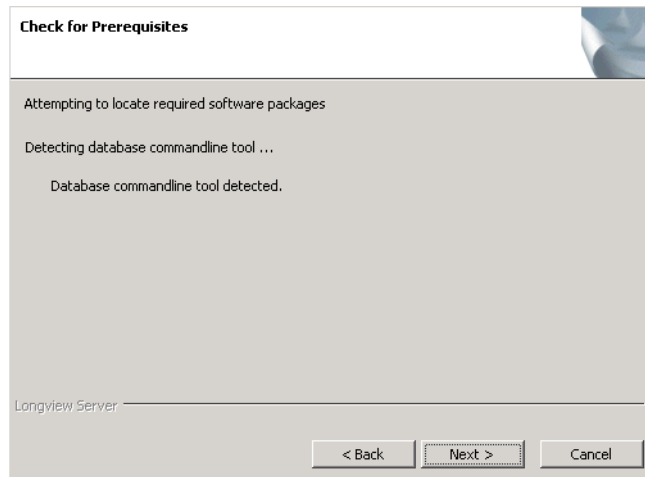 Check for Prerequisites
Attempting to locate required software packages
Detecting database commandline tool ...
Database commandline tool detected.
Longview Server
< Back
Next >
Cancel